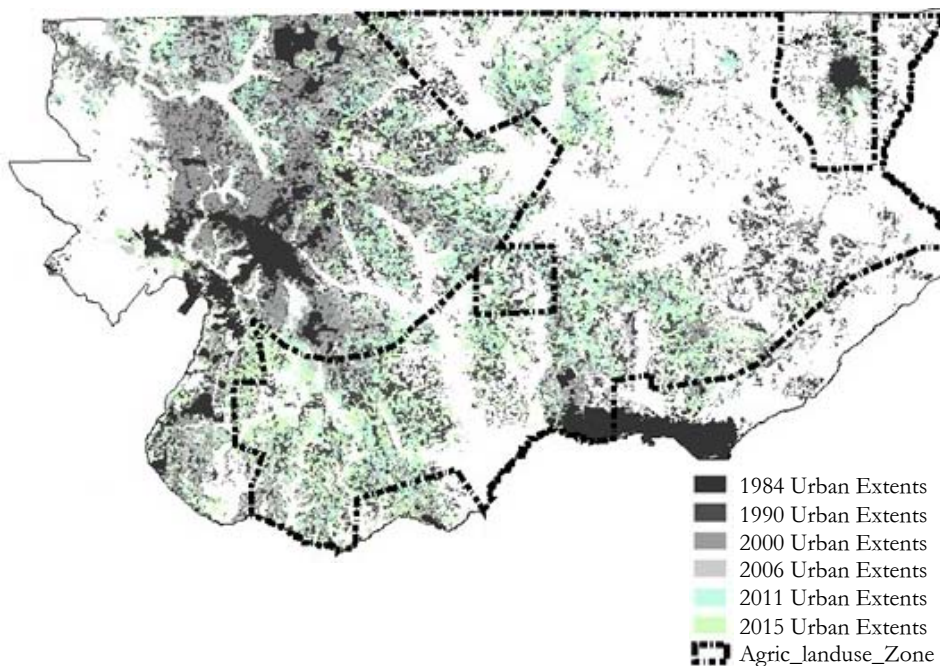 1984 Urban Extents
1990 Urban Extents
2000 Urban Extents
2006 Urban Extents
2011 Urban Extents
2015 Urban Extents
Agric_landuse_Zone